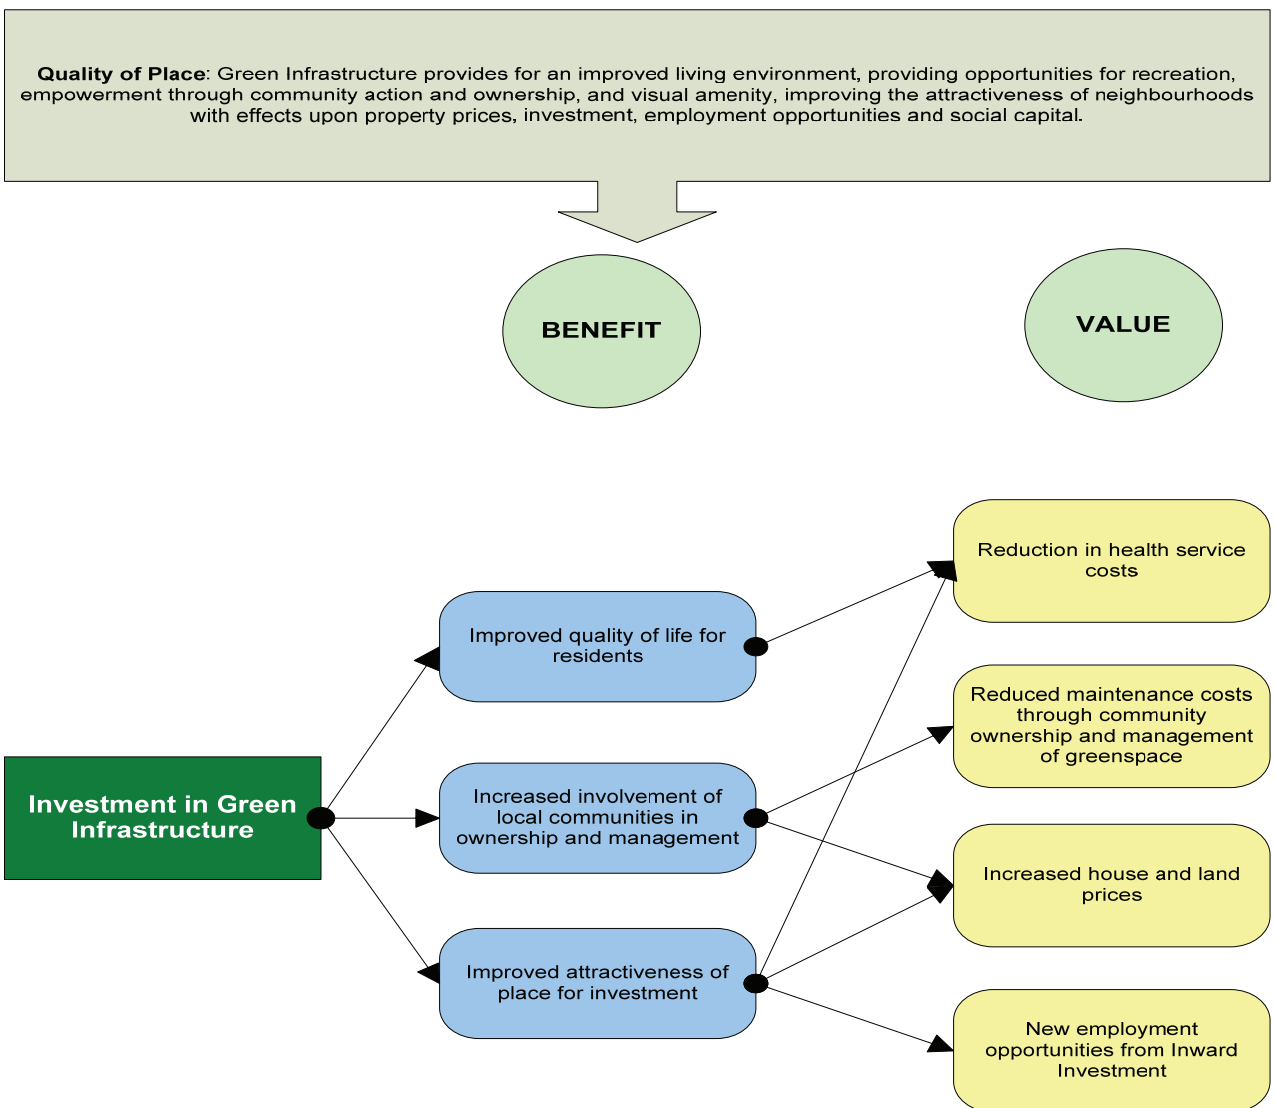 Quality of Place: Green Infrastructure provides for an improved living environment, providing opportunities for recreation,
empowerment through community action and ownership, and visual amenity, improving the attractiveness of neighbourhoods
with effects upon property prices, investment, employment opportunities and social capital.
BENEFIT
VALUE
Reduction in health service
costs
Improved quality of life for
residents
Reduced maintenance costs
through community
ownership and management
of greenspace
Investment in Green
Infrastructure
Increased involvement of
local communities in
ownership and management
Increased house and land
prices
Improved attractiveness of
place for investment
New employment
opportunities from Inward
Investment